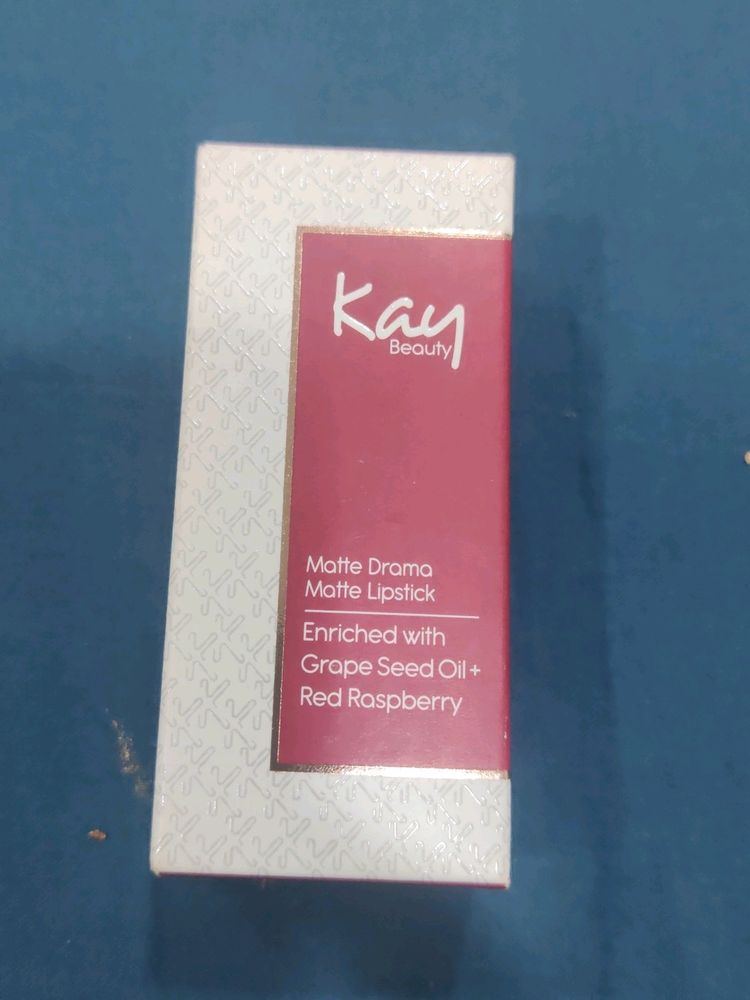 Kay
Beauty
Matte Drama
Matte Lipstick
Enriched with
Grape Seed Oil +
Red Raspberry